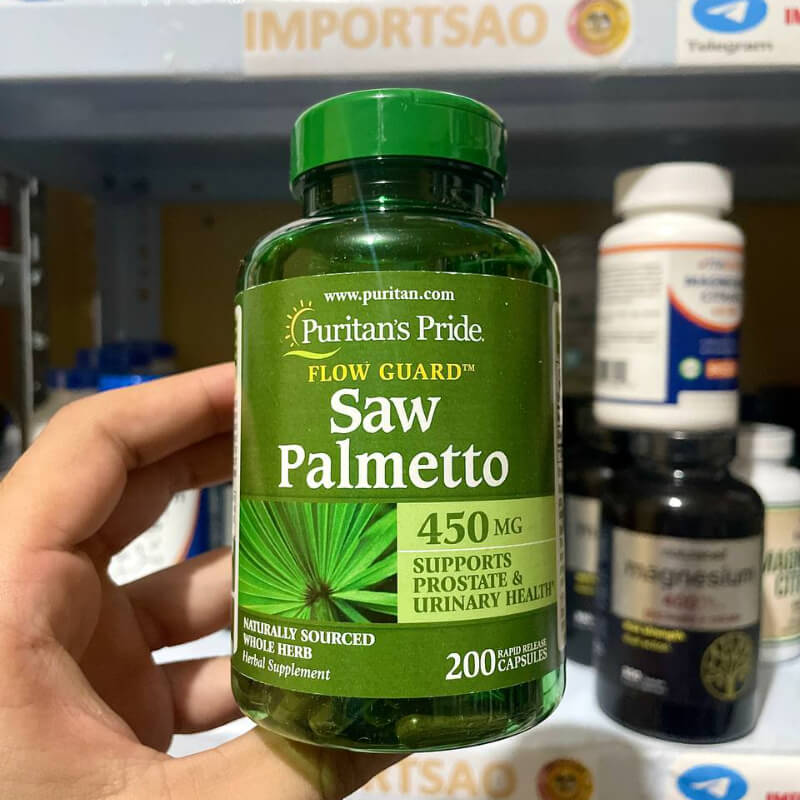 IMPORTSAO
Telegram
www.puritan.com
Puritan's Pride
FLOW GUARD™
Saw
Palmetto
450 MG
SUPPORTS
PROSTATE &
URINARY HEALTH*
NATURALLY SOURCED
WHOLE HERB
Herbal Supplement
200 RAPID RELEASE
CAPSULES
magnesium
IMPORTSAO